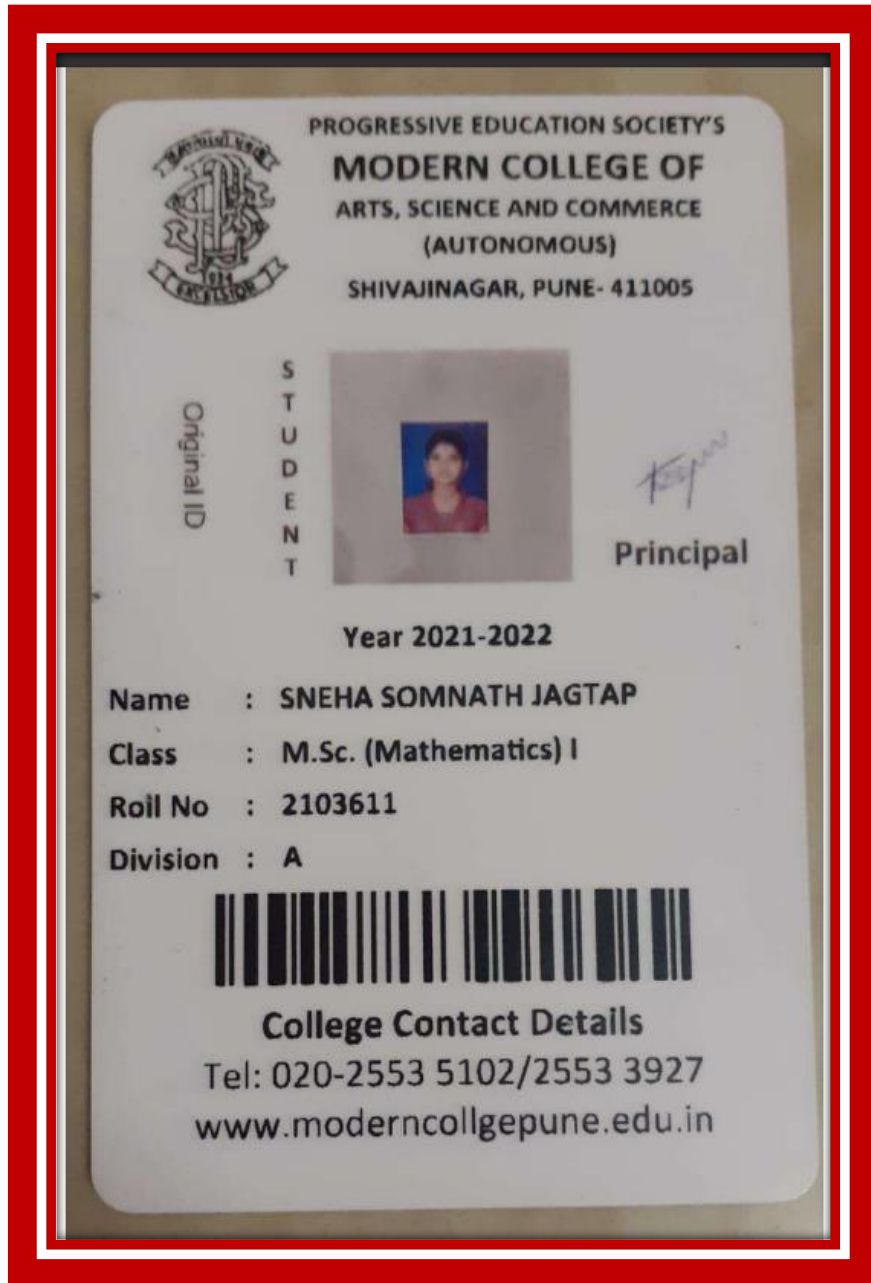 PROGRESSIVE EDUCATION SOCIETY'S
MODERN COLLEGE OF
ARTS, SCIENCE AND COMMERCE
(AUTONOMOUS)
SHIVAJINAGAR, PUNE- 411005
EXCELSIOR
Original ID
STUDENT
Principal
Year 2021-2022
Name : SNEHA SOMNATH JAGTAP
Class : M.Sc. (Mathematics) I
Roil No : 2103611
Division : A
College Contact Details
Tel: 020-2553 5102/2553 3927
www.moderncollgepune.edu.in